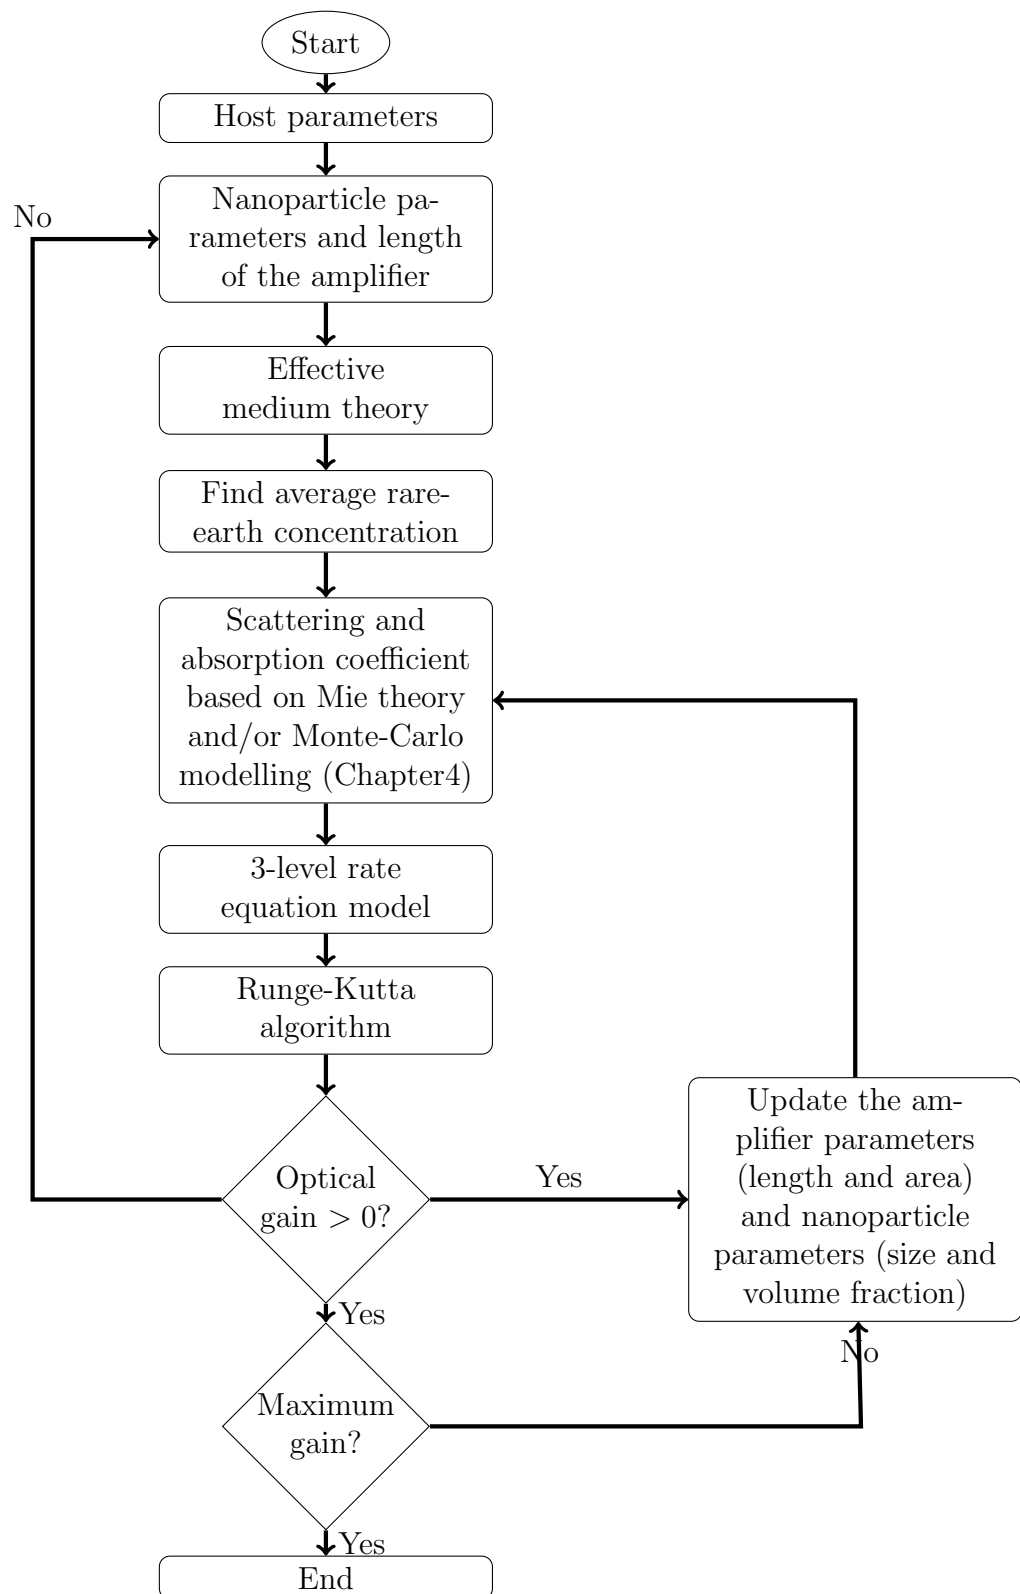 Start
Host parameters
Nanoparticle pa-
rameters and length
of the amplifier
No
Effective
medium theory
Find average rare-
earth concentration
Scattering and
absorption coefficient
based on Mie theory
and/or Monte-Carlo
modelling (Chapter4)
3-level rate
equation model
Runge-Kutta
algorithm
Optical
gain > 0?
Yes
Update the am-
plifier parameters
(length and area)
and nanoparticle
parameters (size and
volume fraction)
Yes
No
Maximum
gain?
Yes
End